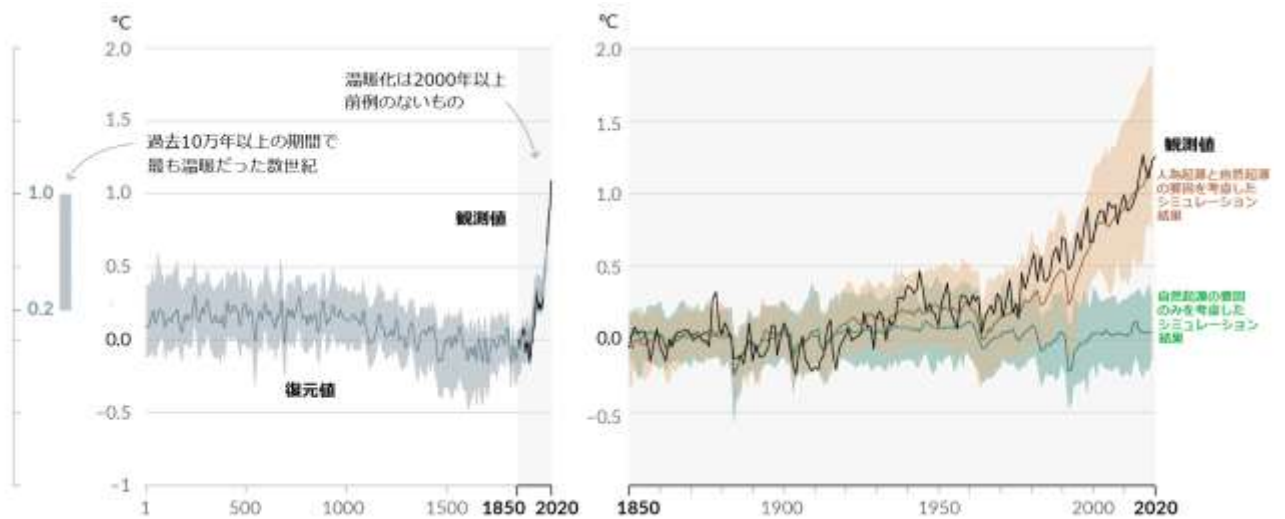 ℃
2.0
1.5
1.0
0.5
0.0
−0.5
−1
1
500
1000
1500
1850
2020
1.0
0.2
過去10万年以上の期間で
最も温暖だった数世紀
温暖化は2000年以上
前例のないもの
観測値
復元値
℃
2.0
1.5
1.0
0.5
0.0
−0.5
1850
1900
1950
2000
2020
観測値
人為起源と自然起源
の要因を考慮した
シミュレーション
結果
自然起源の要因
のみを考慮した
シミュレーション
結果